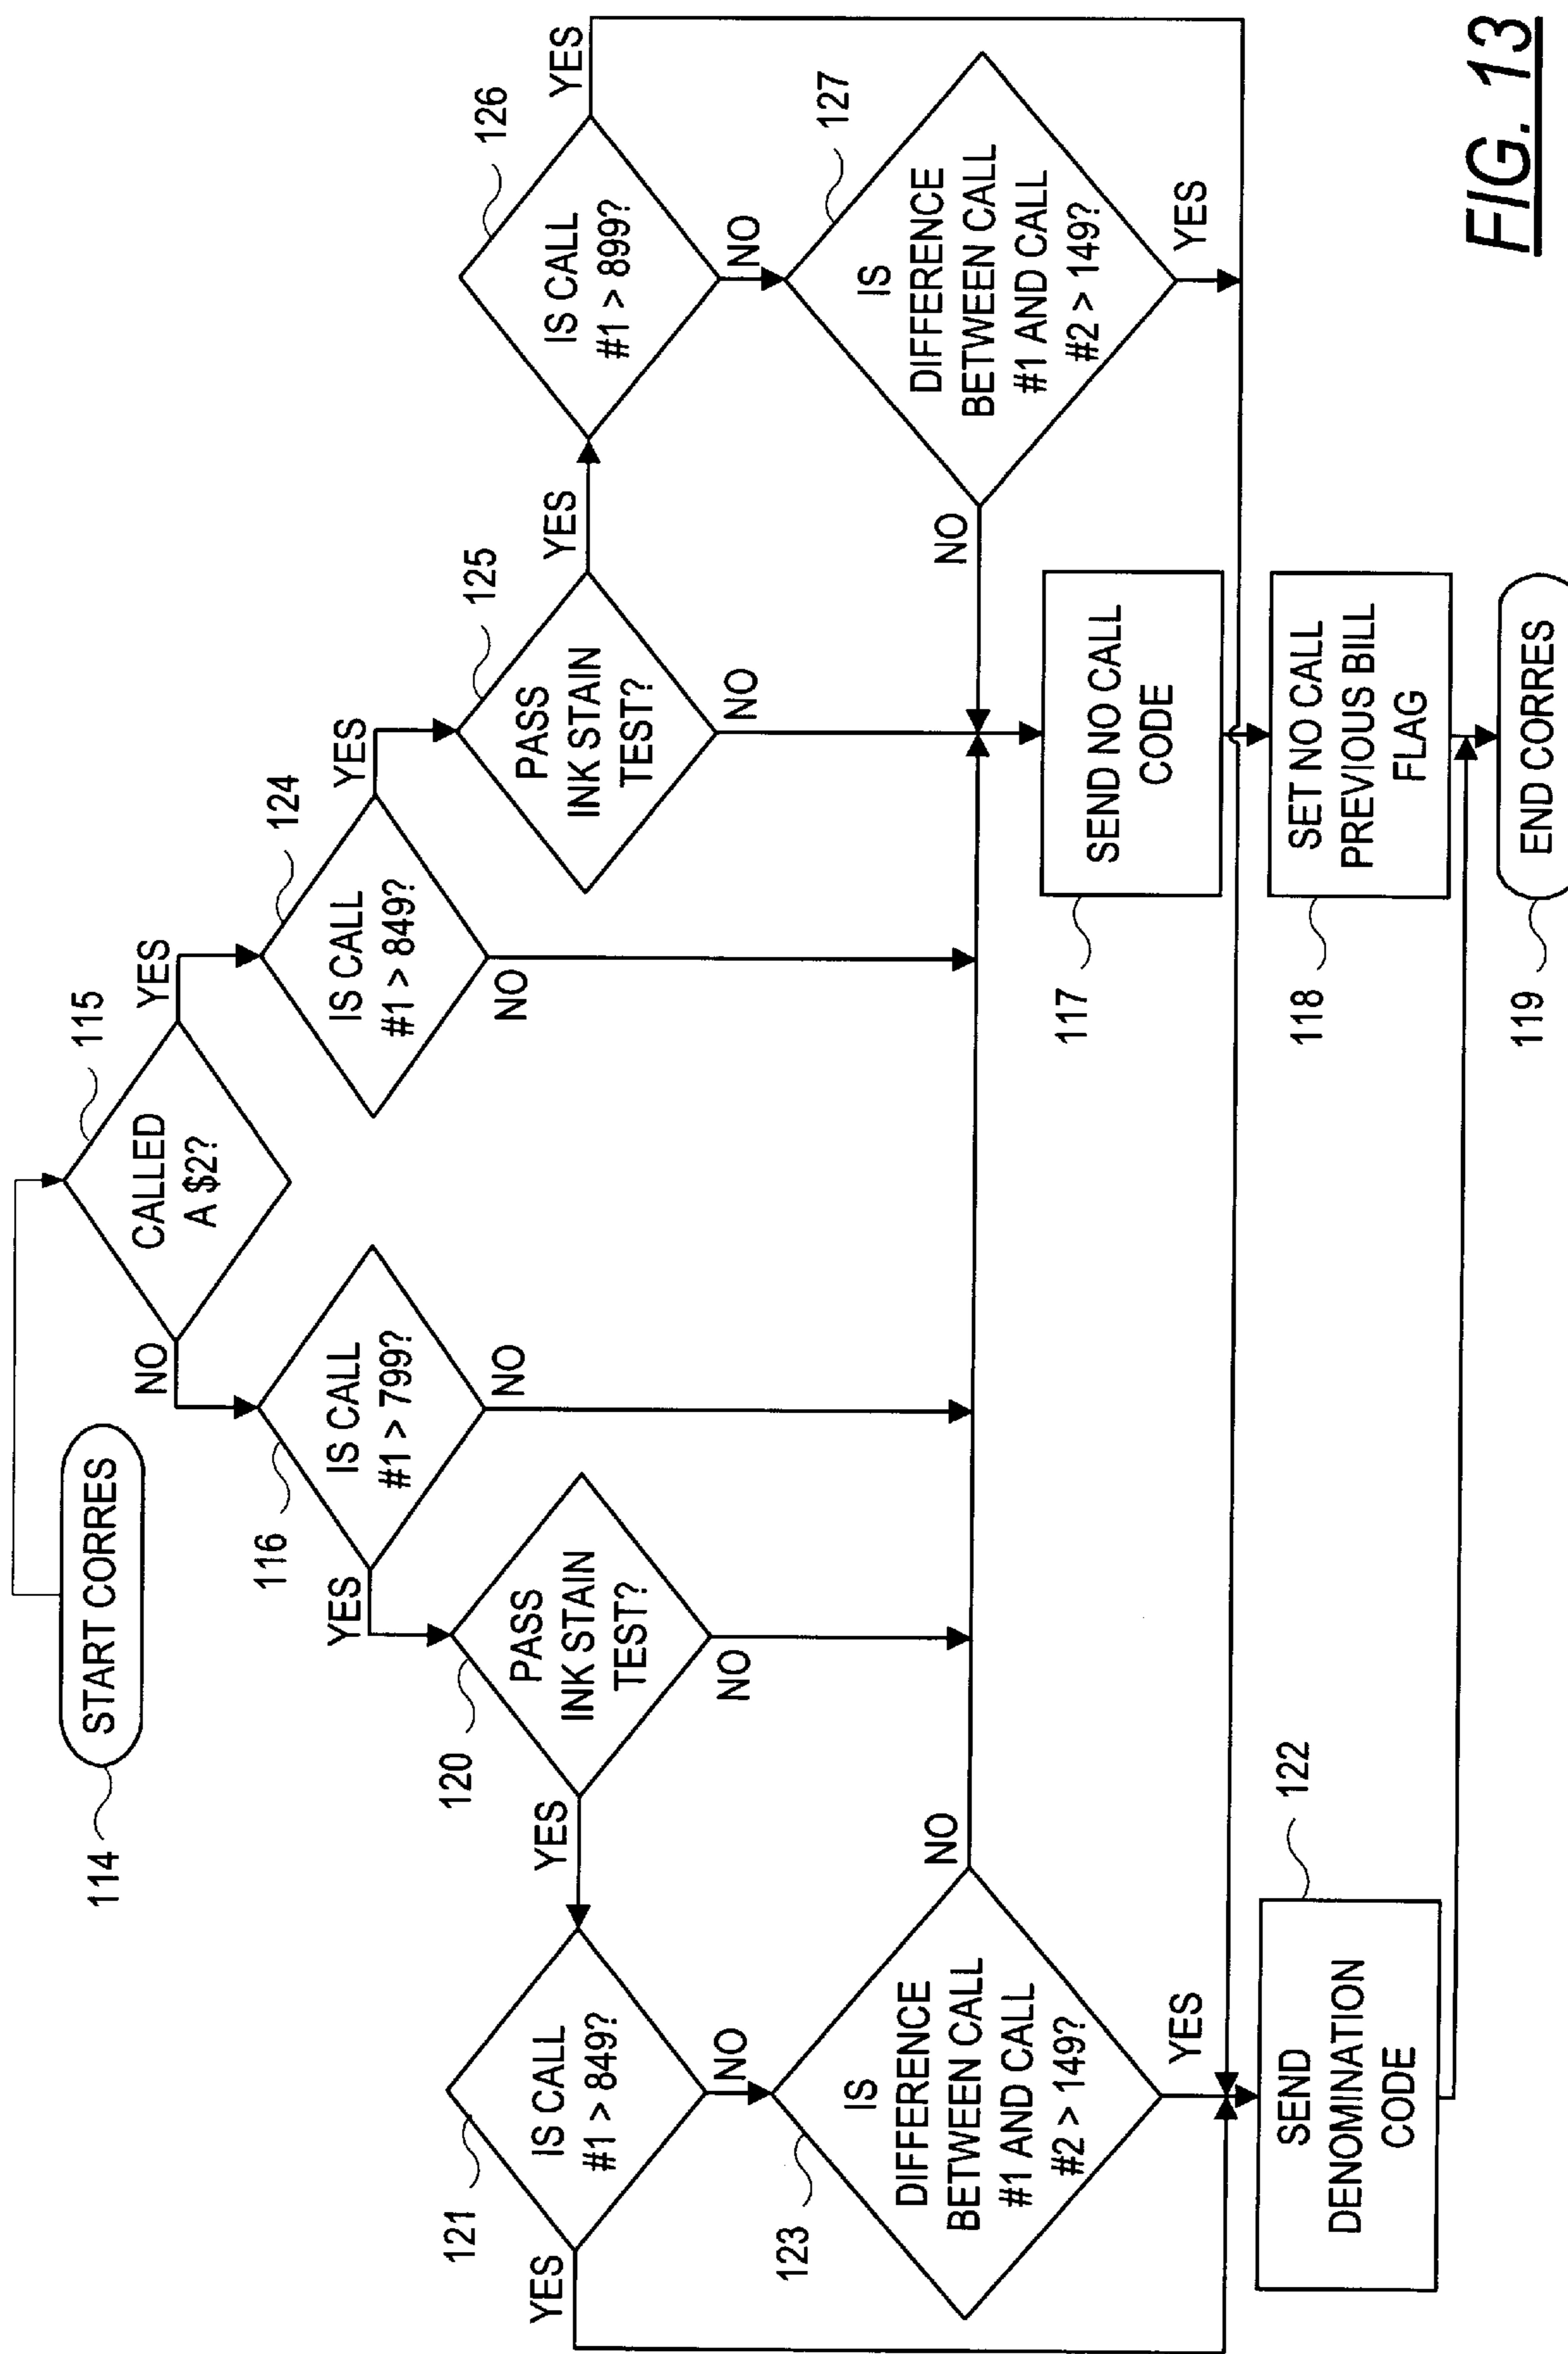 START CORRES
114
CALLED
A $2?
115
NO
YES
IS CALL
#1 > 799?
116
YES
NO
IS CALL
#1 > 849?
124
YES
NO
PASS
INK STAIN
TEST?
120
YES
NO
PASS
INK STAIN
TEST?
125
YES
NO
IS CALL
#1 > 849?
121
YES
NO
IS CALL
#1 > 899?
126
YES
NO
IS
DIFFERENCE
BETWEEN CALL
#1 AND CALL
#2 > 149?
123
NO
YES
IS
DIFFERENCE
BETWEEN CALL
#1 AND CALL
#2 > 149?
127
NO
YES
SEND NO CALL
CODE
117
SEND
DENOMINATION
CODE
122
SET NO CALL
PREVIOUS BILL
FLAG
118
END CORRES
119
FIG. 13